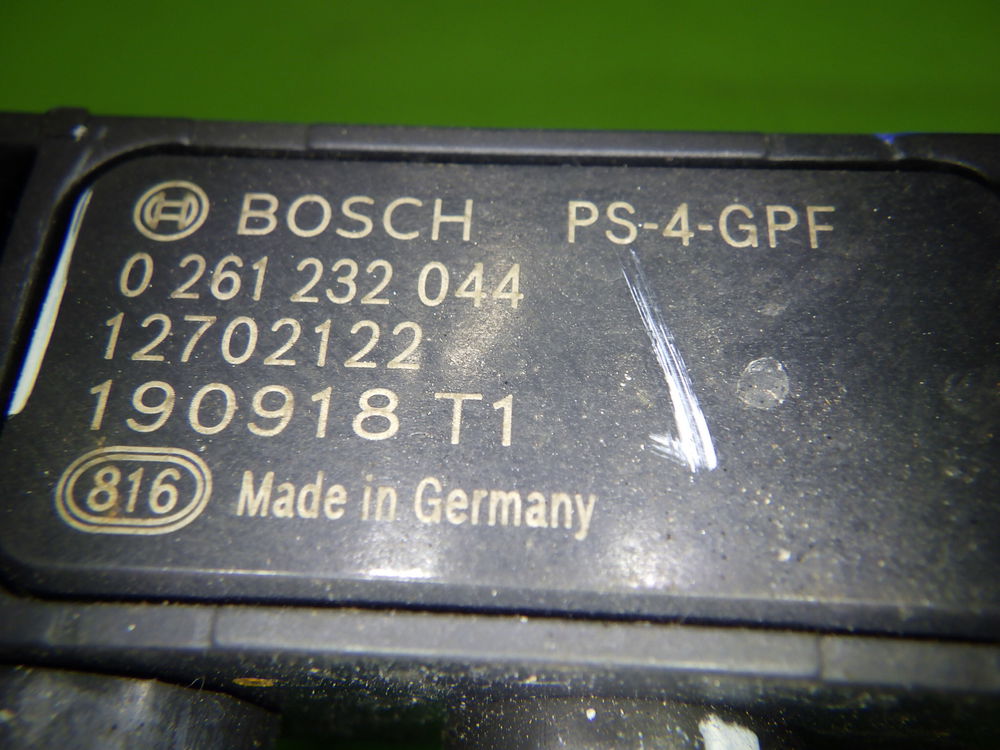 BOSCH PS-4-GPF
0 261 232 044
12702122
190918 T1
816 Made in Germany